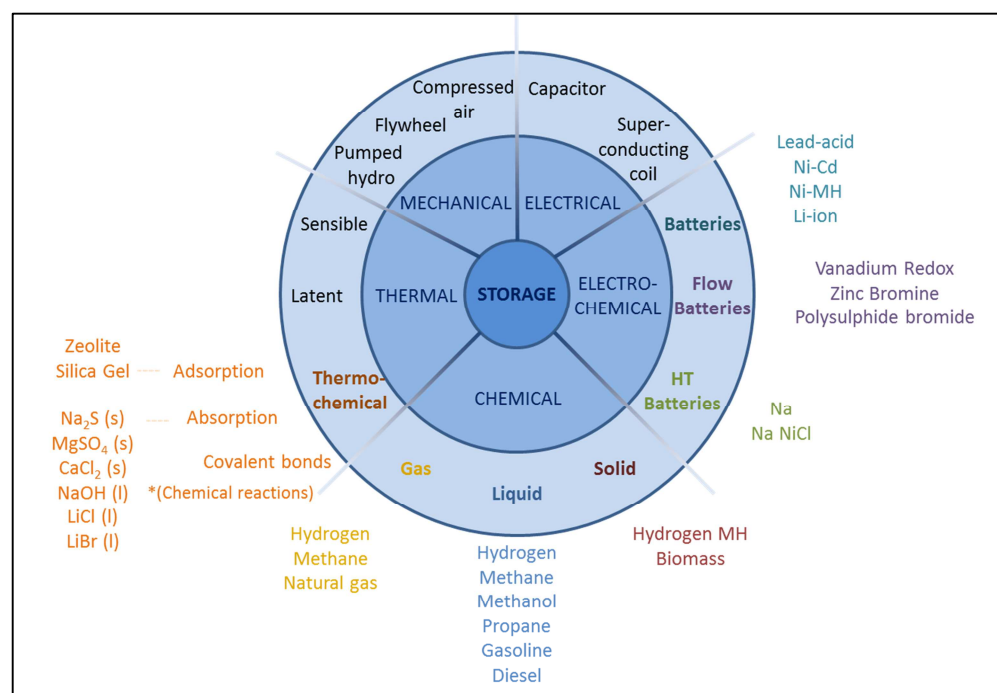 Compressed
air
Flywheel
Pumped
hydro
Capacitor
Super-
conducting
coil
MECHANICAL
ELECTRICAL
Sensible
Latent
Thermo-
chemical
THERMAL
STORAGE
ELECTRO-
CHEMICAL
CHEMICAL
Batteries
Flow
Batteries
HT
Batteries
Gas
Liquid
Solid
Lead-acid
Ni-Cd
Ni-MH
Li-ion
Vanadium Redox
Zinc Bromine
Polysulphide bromide
Na
Na NiCl
Zeolite
Silica Gel ---- Adsorption
Na₂S (s) ---- Absorption
MgSO₄ (s)
CaCl₂ (s)
NaOH (l)
LiCl (l)
LiBr (l)
Covalent bonds
*(Chemical reactions)
Hydrogen
Methane
Natural gas
Hydrogen
Methane
Methanol
Propane
Gasoline
Diesel
Hydrogen MH
Biomass